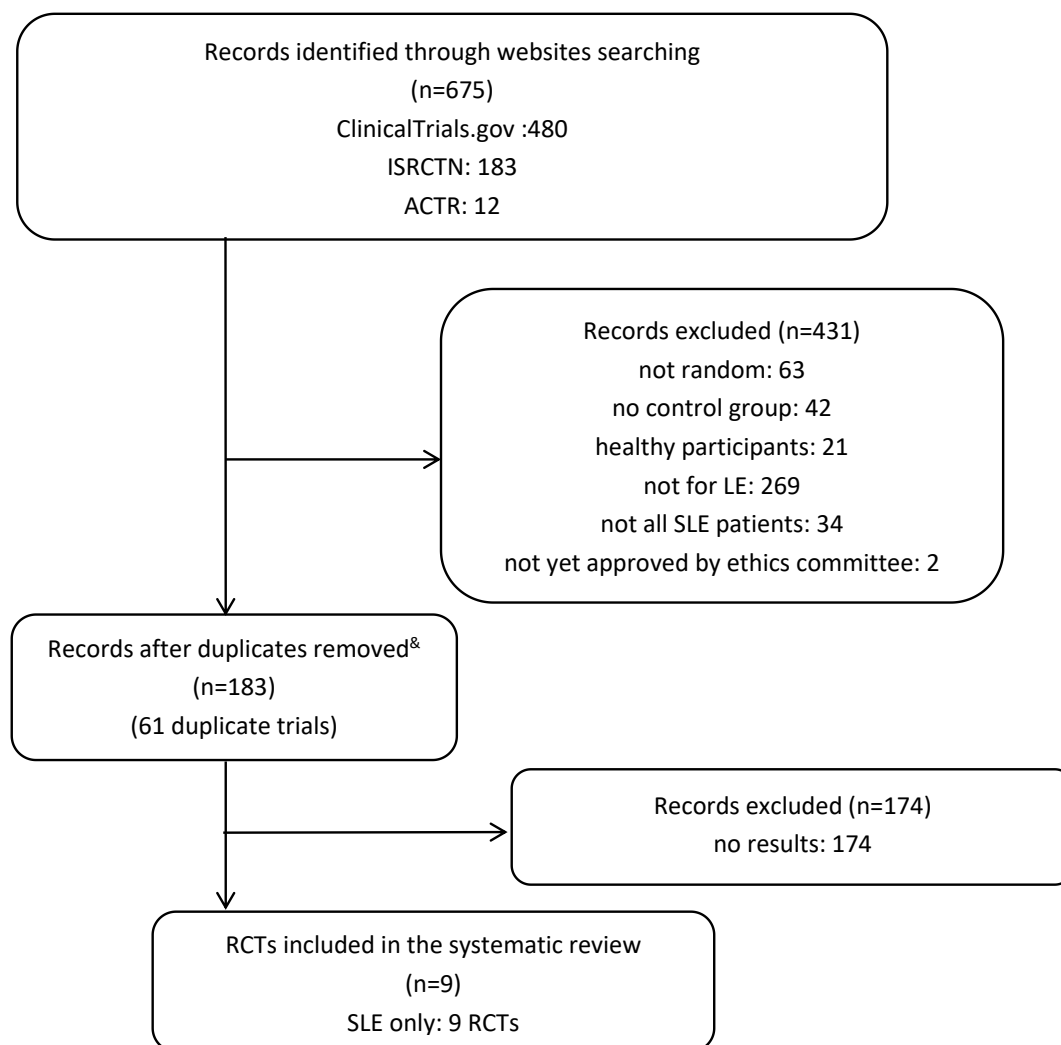 Records identified through websites searching
(n=675)
ClinicalTrials.gov :480
ISRCTN: 183
ACTR: 12
Records excluded (n=431)
not random: 63
no control group: 42
healthy participants: 21
not for LE: 269
not all SLE patients: 34
not yet approved by ethics committee: 2
Records after duplicates removed&
(n=183)
(61 duplicate trials)
Records excluded (n=174)
no results: 174
RCTs included in the systematic review
(n=9)
SLE only: 9 RCTs